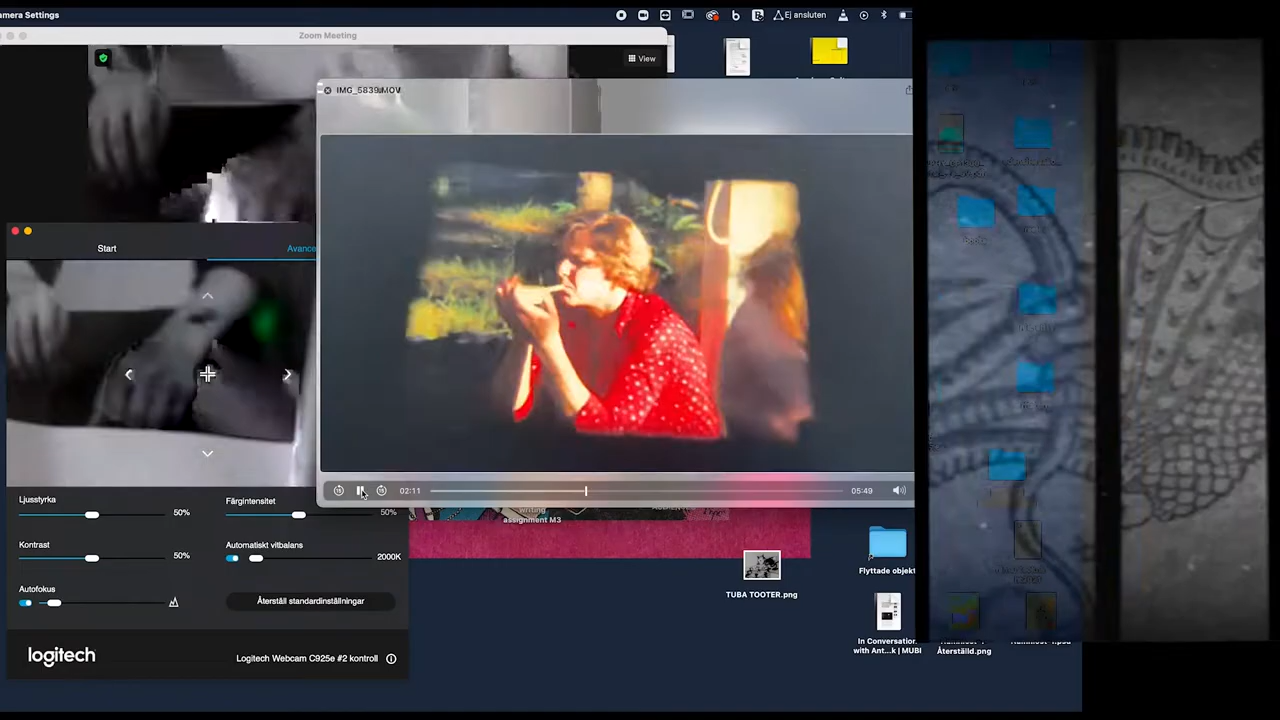 amera Settings
Ej ansluten
Zoom Meeting
View
IMG_5839.MOV
Start
Avance
02:11
05:49
Ljusstyrka
50%
Färgintensitet
50%
Kontrast
50%
Automatiskt vitbalans
2000K
Autofokus
Återställ standardinställningar
logitech
Logitech Webcam C925e #2 kontroll
writing
assignment M3
TUBA TOOTER.png
Flyttade objekt
In Conversation
with Ant...k | MUBI
Återställd.png